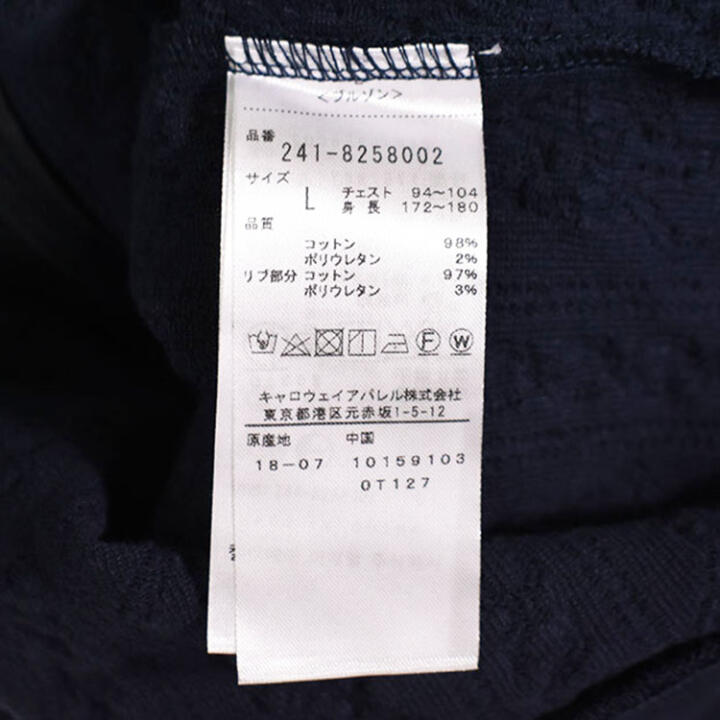 ＜ブルゾン＞
品番
241-8258002
サイズ
L チェスト 94〜104
身長 172〜180
品質
コットン 98%
ポリウレタン 2%
リブ部分 コットン 97%
ポリウレタン 3%
F W
キャロウェイアパレル株式会社
東京都港区元赤坂1-5-12
原産地 中国
18-07 10159103
0T127